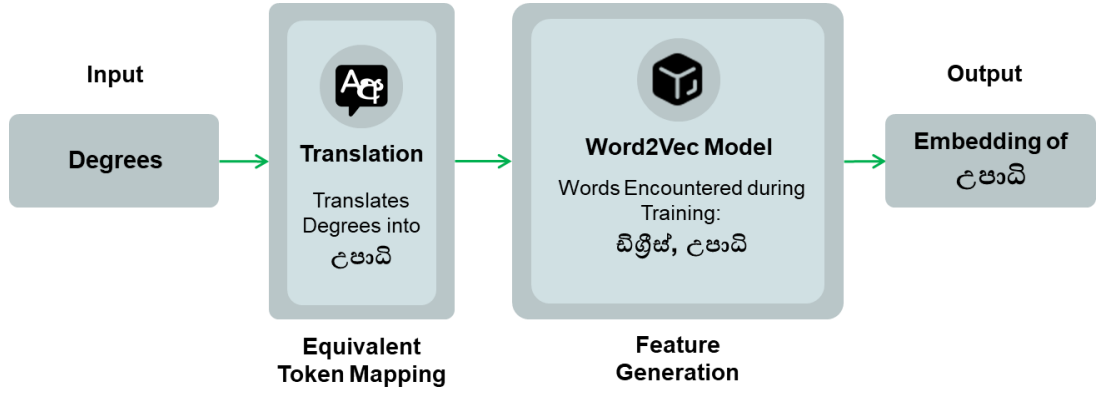 Input
Degrees
Translation
Translates
Degrees into
උපාධි
Equivalent
Token Mapping
Word2Vec Model
Words Encountered during
Training:
ඩිග්‍රීස්, උපාධි
Feature
Generation
Output
Embedding of
උපාධි